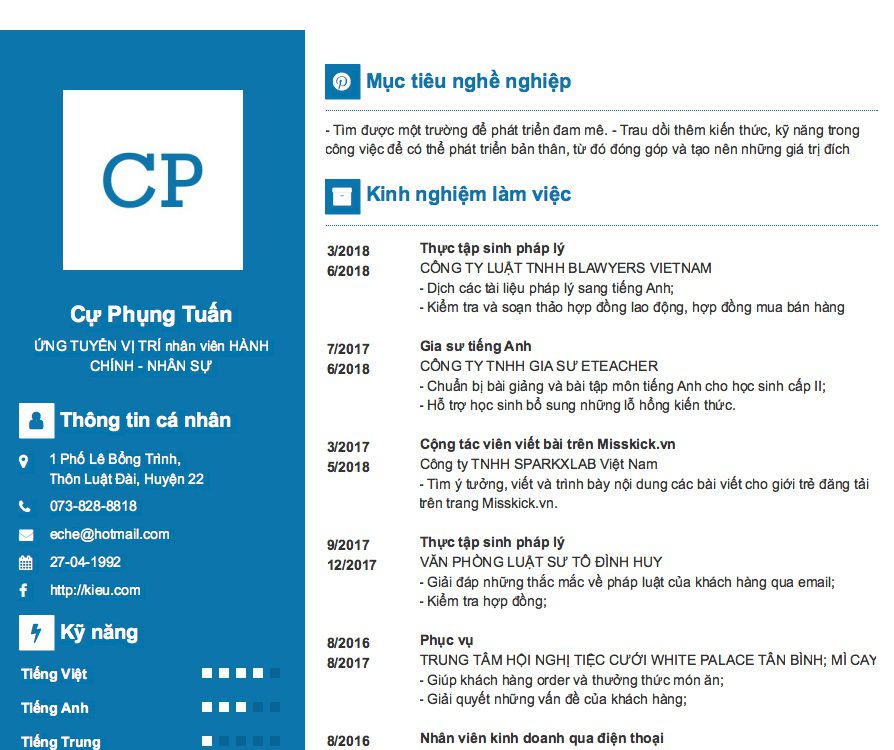 CP
Cự Phụng Tuấn
ỨNG TUYỂN VỊ TRÍ nhân viên HÀNH
CHÍNH - NHÂN SỰ
Thông tin cá nhân
1 Phố Lê Bổng Trình,
Thôn Luật Đài, Huyện 22
073-828-8818
eche@hotmail.com
27-04-1992
http://kieu.com
Kỹ năng
Tiếng Việt
Tiếng Anh
Tiếng Trung
Mục tiêu nghề nghiệp
- Tìm được một trường để phát triển đam mê. - Trau dồi thêm kiến thức, kỹ năng trong
công việc để có thể phát triển bản thân, từ đó đóng góp và tạo nên những giá trị đích
Kinh nghiệm làm việc
3/2018
6/2018
Thực tập sinh pháp lý
CÔNG TY LUẬT TNHH BLAWYERS VIETNAM
- Dịch các tài liệu pháp lý sang tiếng Anh;
- Kiểm tra và soạn thảo hợp đồng lao động, hợp đồng mua bán hàng
7/2017
6/2018
Gia sư tiếng Anh
CÔNG TY TNHH GIA SƯ ETEACHER
- Chuẩn bị bài giảng và bài tập môn tiếng Anh cho học sinh cấp II;
- Hỗ trợ học sinh bổ sung những lỗ hổng kiến thức.
3/2017
5/2018
Cộng tác viên viết bài trên Misskick.vn
Công ty TNHH SPARKXLAB Việt Nam
- Tìm ý tưởng, viết và trình bày nội dung các bài viết cho giới trẻ đăng tải
trên trang Misskick.vn.
9/2017
12/2017
Thực tập sinh pháp lý
VĂN PHÒNG LUẬT SƯ TÔ ĐÌNH HUY
- Giải đáp những thắc mắc về pháp luật của khách hàng qua email;
- Kiểm tra hợp đồng;
8/2016
8/2017
Phục vụ
TRUNG TÂM HỘI NGHỊ TIỆC CƯỚI WHITE PALACE TÂN BÌNH; MÌ CAY
- Giúp khách hàng order và thưởng thức món ăn;
- Giải quyết những vấn đề của khách hàng;
8/2016
Nhân viên kinh doanh qua điện thoại